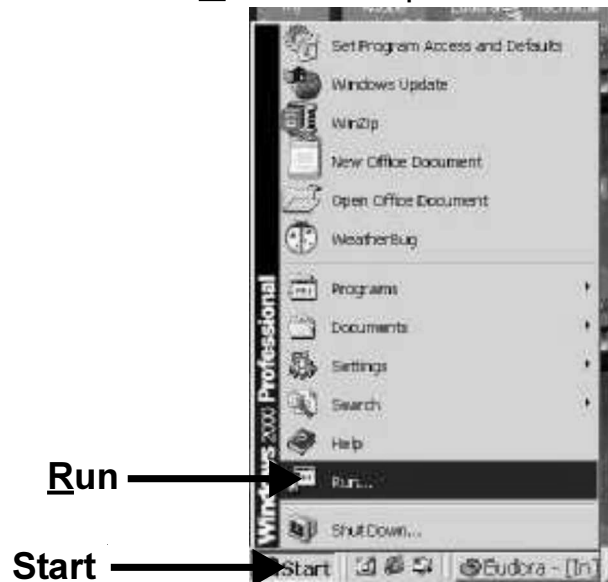 Set Program Access and Defaults
Windows Update
WinZip
New Office Document
Open Office Document
WeatherBug
Programs
Documents
Settings
Search
Help
Run
Run...
Shut Down...
Windows 2000 Professional
Start
Start
Eudora - [In]